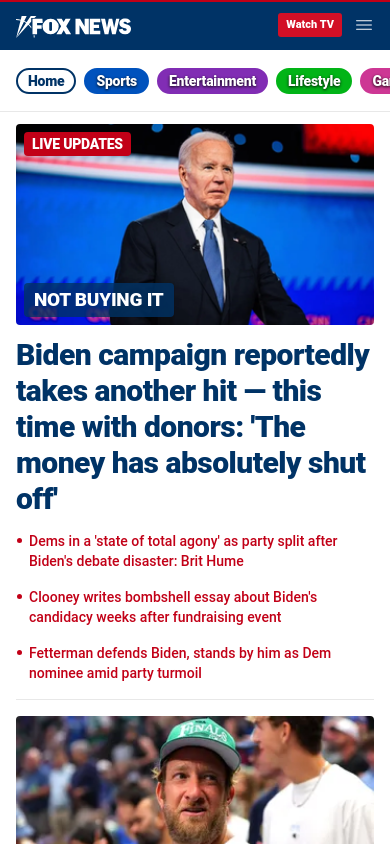 FOX NEWS
Watch TV
Home
Sports
Entertainment
Lifestyle
Ga
LIVE UPDATES
NOT BUYING IT
Biden campaign reportedly
takes another hit — this
time with donors: 'The
money has absolutely shut
off'
• Dems in a 'state of total agony' as party split after
Biden's debate disaster: Brit Hume
• Clooney writes bombshell essay about Biden's
candidacy weeks after fundraising event
• Fetterman defends Biden, stands by him as Dem
nominee amid party turmoil
FINALS